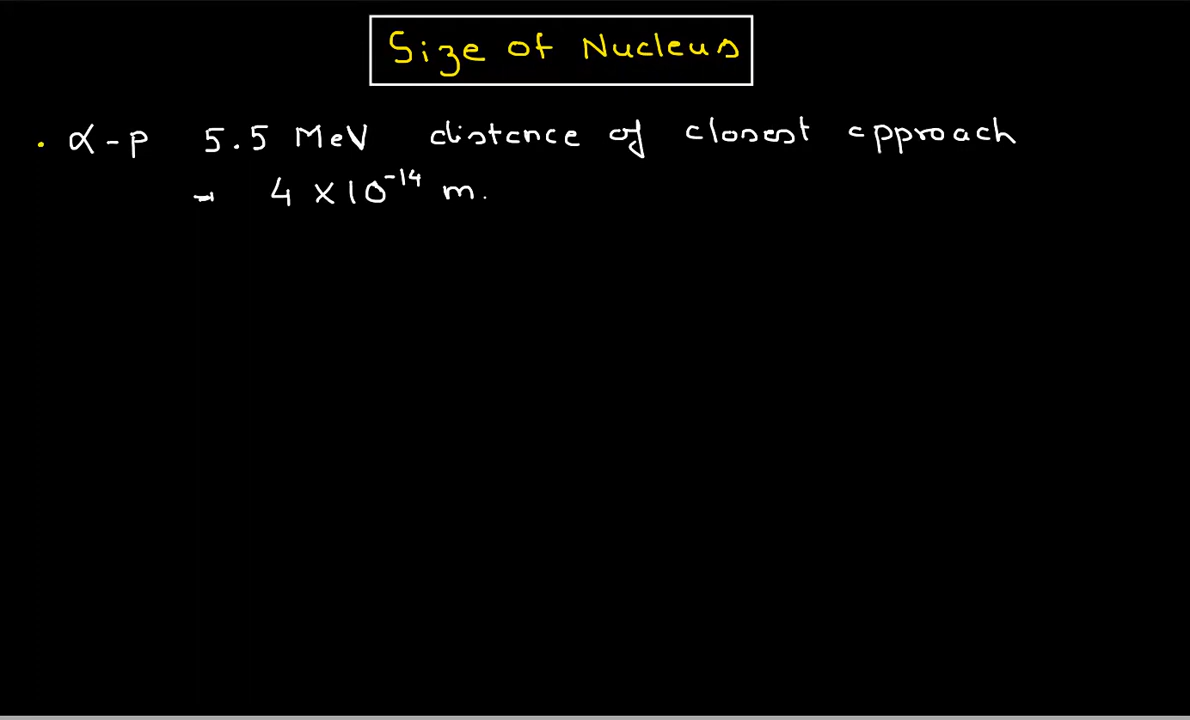 Size of Nucleus
• α-p 5.5 MeV distance of closest approach
→ 4 × 10⁻¹⁴ m.